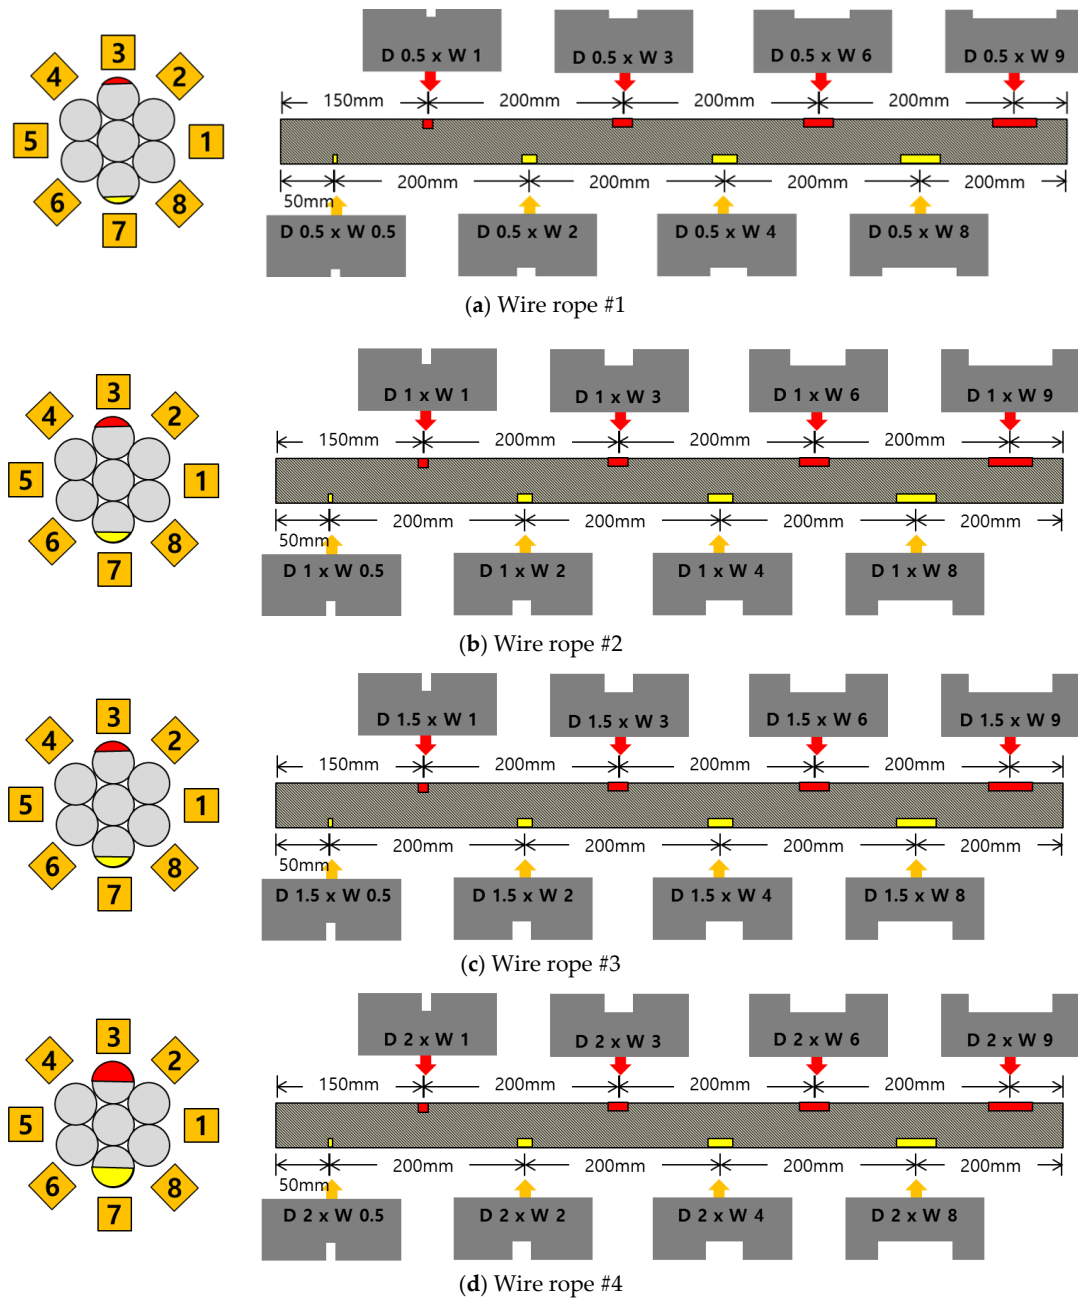 D 0.5 x W 1 D 0.5 x W 3 D 0.5 x W 6 D 0.5 x W 9
3
4 2
150mm 200mm 200mm 200mm
5 1
6 8
7
50mm 200mm 200mm 200mm 200mm
D 0.5 x W 0.5 D 0.5 x W 2 D 0.5 x W 4 D 0.5 x W 8
(a) Wire rope #1
D 1 x W 1 D 1 x W 3 D 1 x W 6 D 1 x W 9
3
4 2
150mm 200mm 200mm 200mm
5 1
6 8
7
50mm 200mm 200mm 200mm 200mm
D 1 x W 0.5 D 1 x W 2 D 1 x W 4 D 1 x W 8
(b) Wire rope #2
D 1.5 x W 1 D 1.5 x W 3 D 1.5 x W 6 D 1.5 x W 9
3
4 2
150mm 200mm 200mm 200mm
5 1
6 8
7
50mm 200mm 200mm 200mm 200mm
D 1.5 x W 0.5 D 1.5 x W 2 D 1.5 x W 4 D 1.5 x W 8
(c) Wire rope #3
D 2 x W 1 D 2 x W 3 D 2 x W 6 D 2 x W 9
3
4 2
150mm 200mm 200mm 200mm
5 1
6 8
7
50mm 200mm 200mm 200mm 200mm
D 2 x W 0.5 D 2 x W 2 D 2 x W 4 D 2 x W 8
(d) Wire rope #4